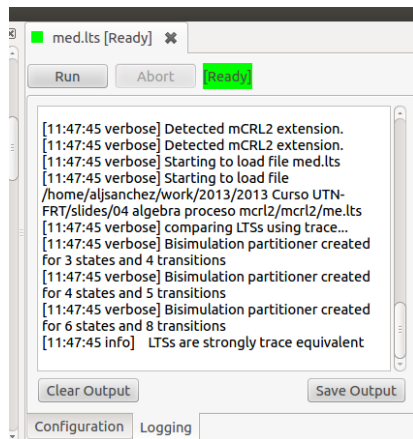 med.lts [Ready]
Run Abort [Ready]
[11:47:45 verbose] Detected mCRL2 extension.
[11:47:45 verbose] Detected mCRL2 extension.
[11:47:45 verbose] Starting to load file med.lts
[11:47:45 verbose] Starting to load file
/home/aljsanchez/work/2013/2013 Curso UTN-
FRT/slides/04 algebra proceso mcrl2/mcrl2/me.lts
[11:47:45 verbose] comparing LTSs using trace...
[11:47:45 verbose] Bisimulation partitioner created
for 3 states and 4 transitions
[11:47:45 verbose] Bisimulation partitioner created
for 4 states and 5 transitions
[11:47:45 verbose] Bisimulation partitioner created
for 6 states and 8 transitions
[11:47:45 info] LTSs are strongly trace equivalent
Clear Output Save Output
Configuration Logging